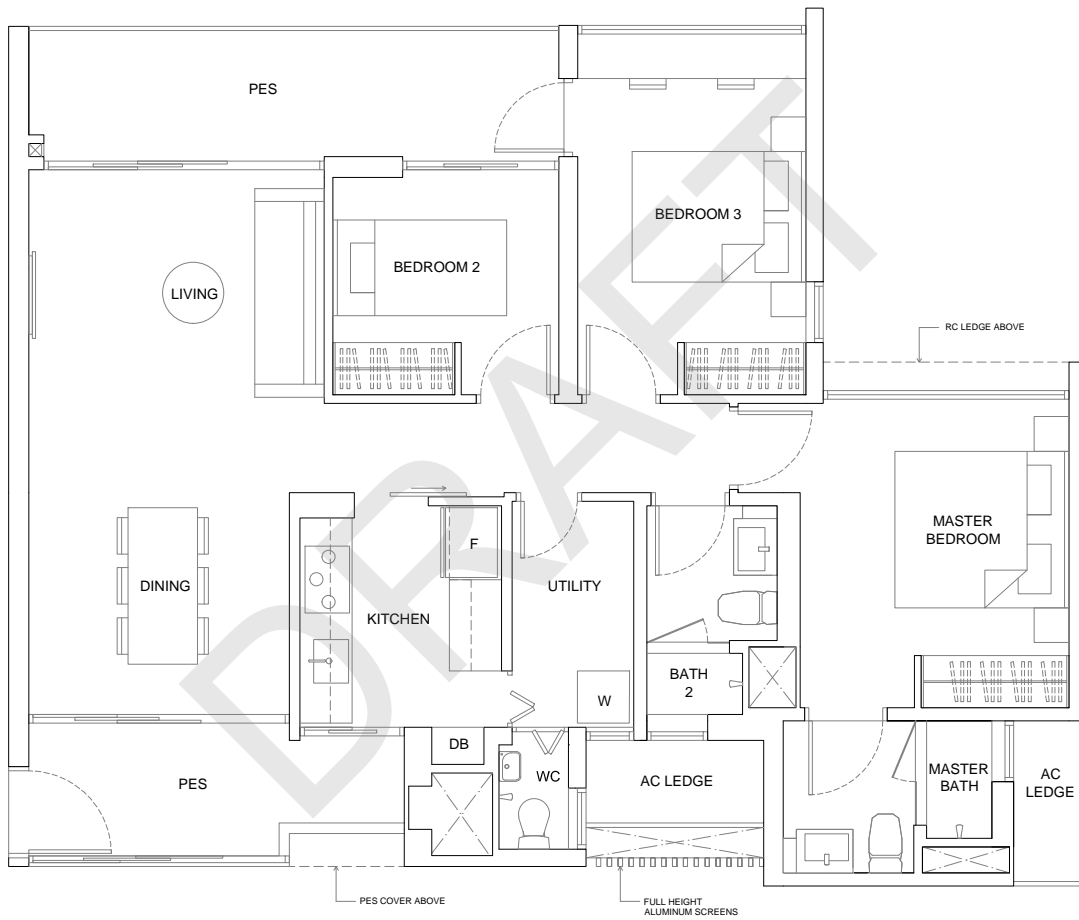 PES
BEDROOM 3
BEDROOM 2
LIVING
RC LEDGE ABOVE
MASTER
BEDROOM
F
DINING
UTILITY
KITCHEN
BATH
2
W
DB
WC
PES
AC LEDGE
MASTER
BATH
AC
LEDGE
PES COVER ABOVE
FULL HEIGHT
ALUMINUM SCREENS
DRAFT